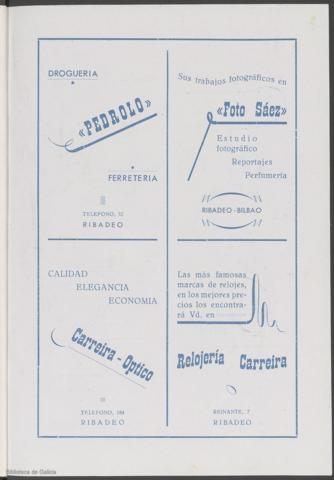 DROGUERIA
«PEDROLO»
FERRETERIA
TELEFONO, 52
RIBADEO
Sus trabajos fotográficos en
«Foto Sáez»
Estudio
fotográfico
Reportajes
Perfumería
RIBADEO-BILBAO
CALIDAD
ELEGANCIA
ECONOMIA
Carreira - Optico
TELEFONO, 184
RIBADEO
Las más famosas
marcas de relojes,
en los mejores pre-
cios los encontra-
rá Vd. en
Relojería Carreira
REINANTE, 7
RIBADEO
Biblioteca de Galicia